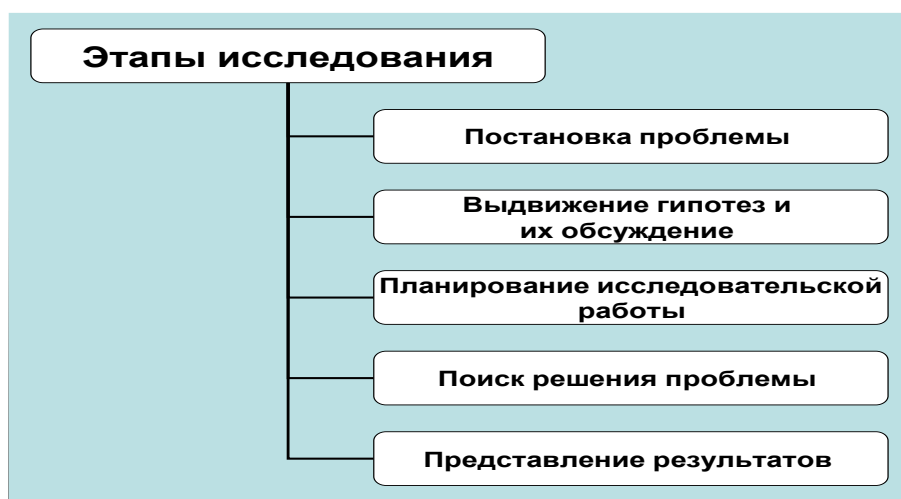 Этапы исследования
Постановка проблемы
Выдвижение гипотез и
их обсуждение
Планирование исследовательской
работы
Поиск решения проблемы
Представление результатов